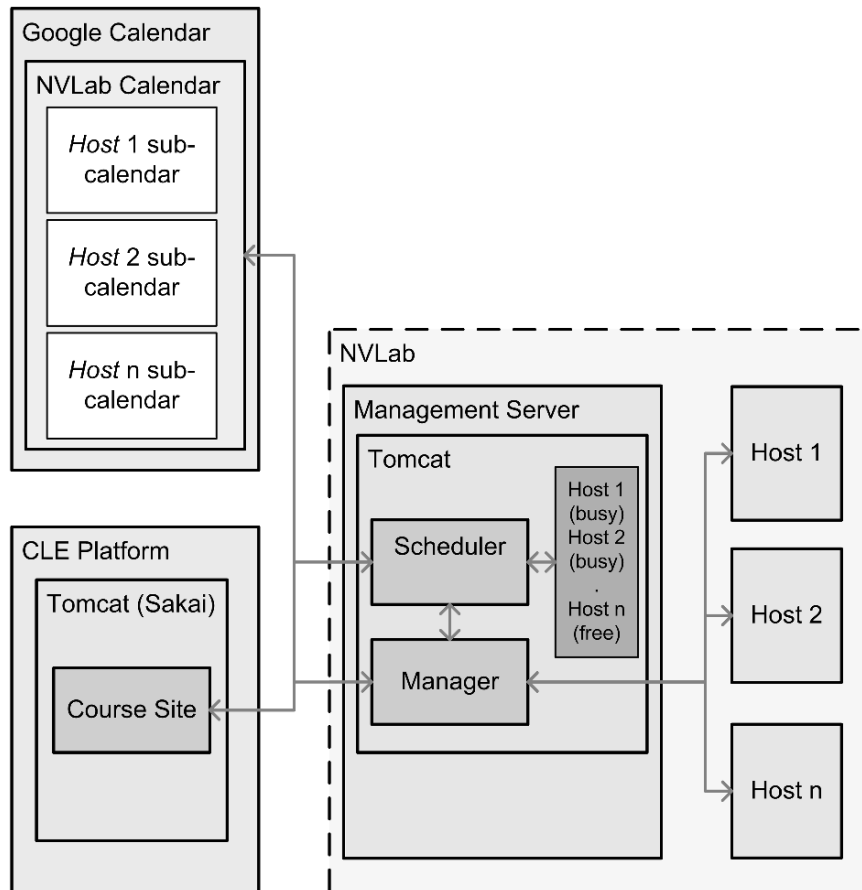 Google Calendar
NVLab Calendar
Host 1 sub-
calendar
Host 2 sub-
calendar
Host n sub-
calendar
CLE Platform
Tomcat (Sakai)
Course Site
NVLab
Management Server
Tomcat
Scheduler
Manager
Host 1
(busy)
Host 2
(busy)
.
Host n
(free)
Host 1
Host 2
Host n